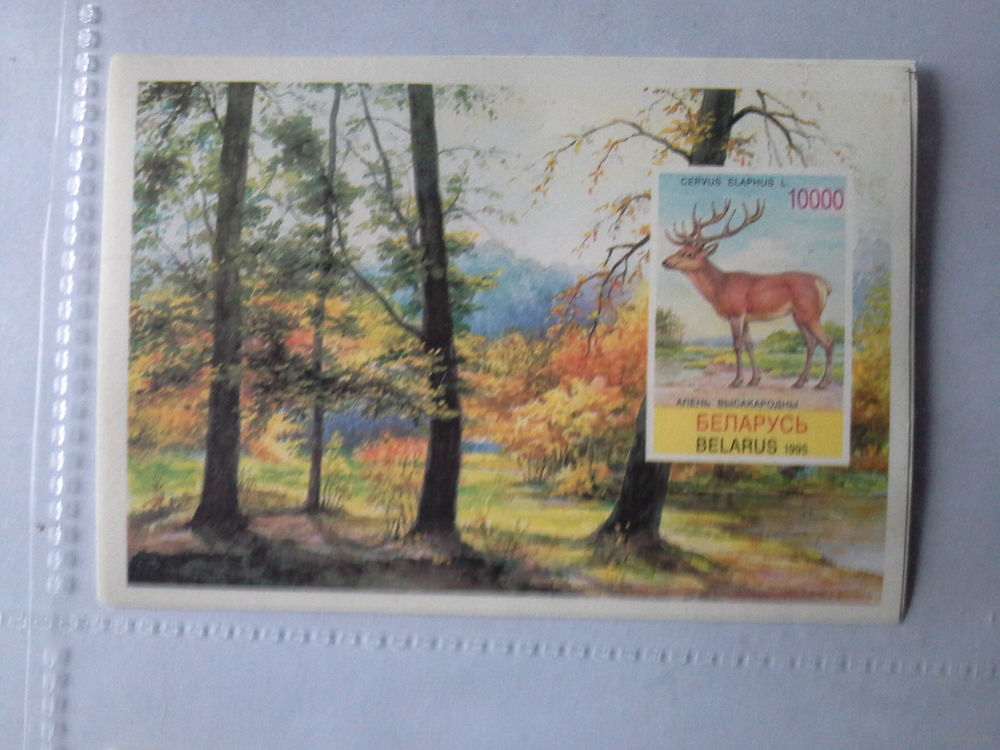 CERVUS ELAPHUS L.
10000
АЛЕНЬ ВЫСАКАРОДНЫ
БЕЛАРУСЬ
BELARUS 1995